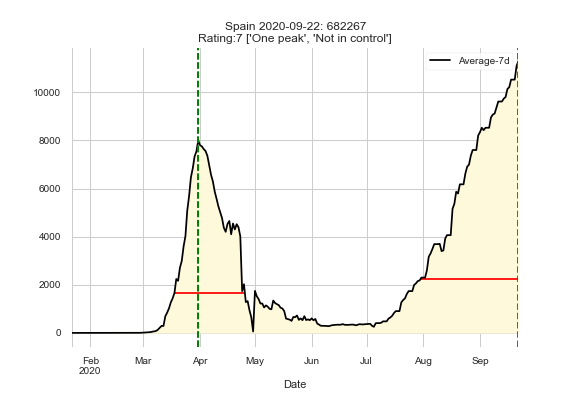 Spain 2020-09-22: 682267
Rating:7 ['One peak', 'Not in control']
Average-7d
10000
8000
6000
4000
2000
0
Feb Mar Apr May Jun Jul Aug Sep
2020
Date